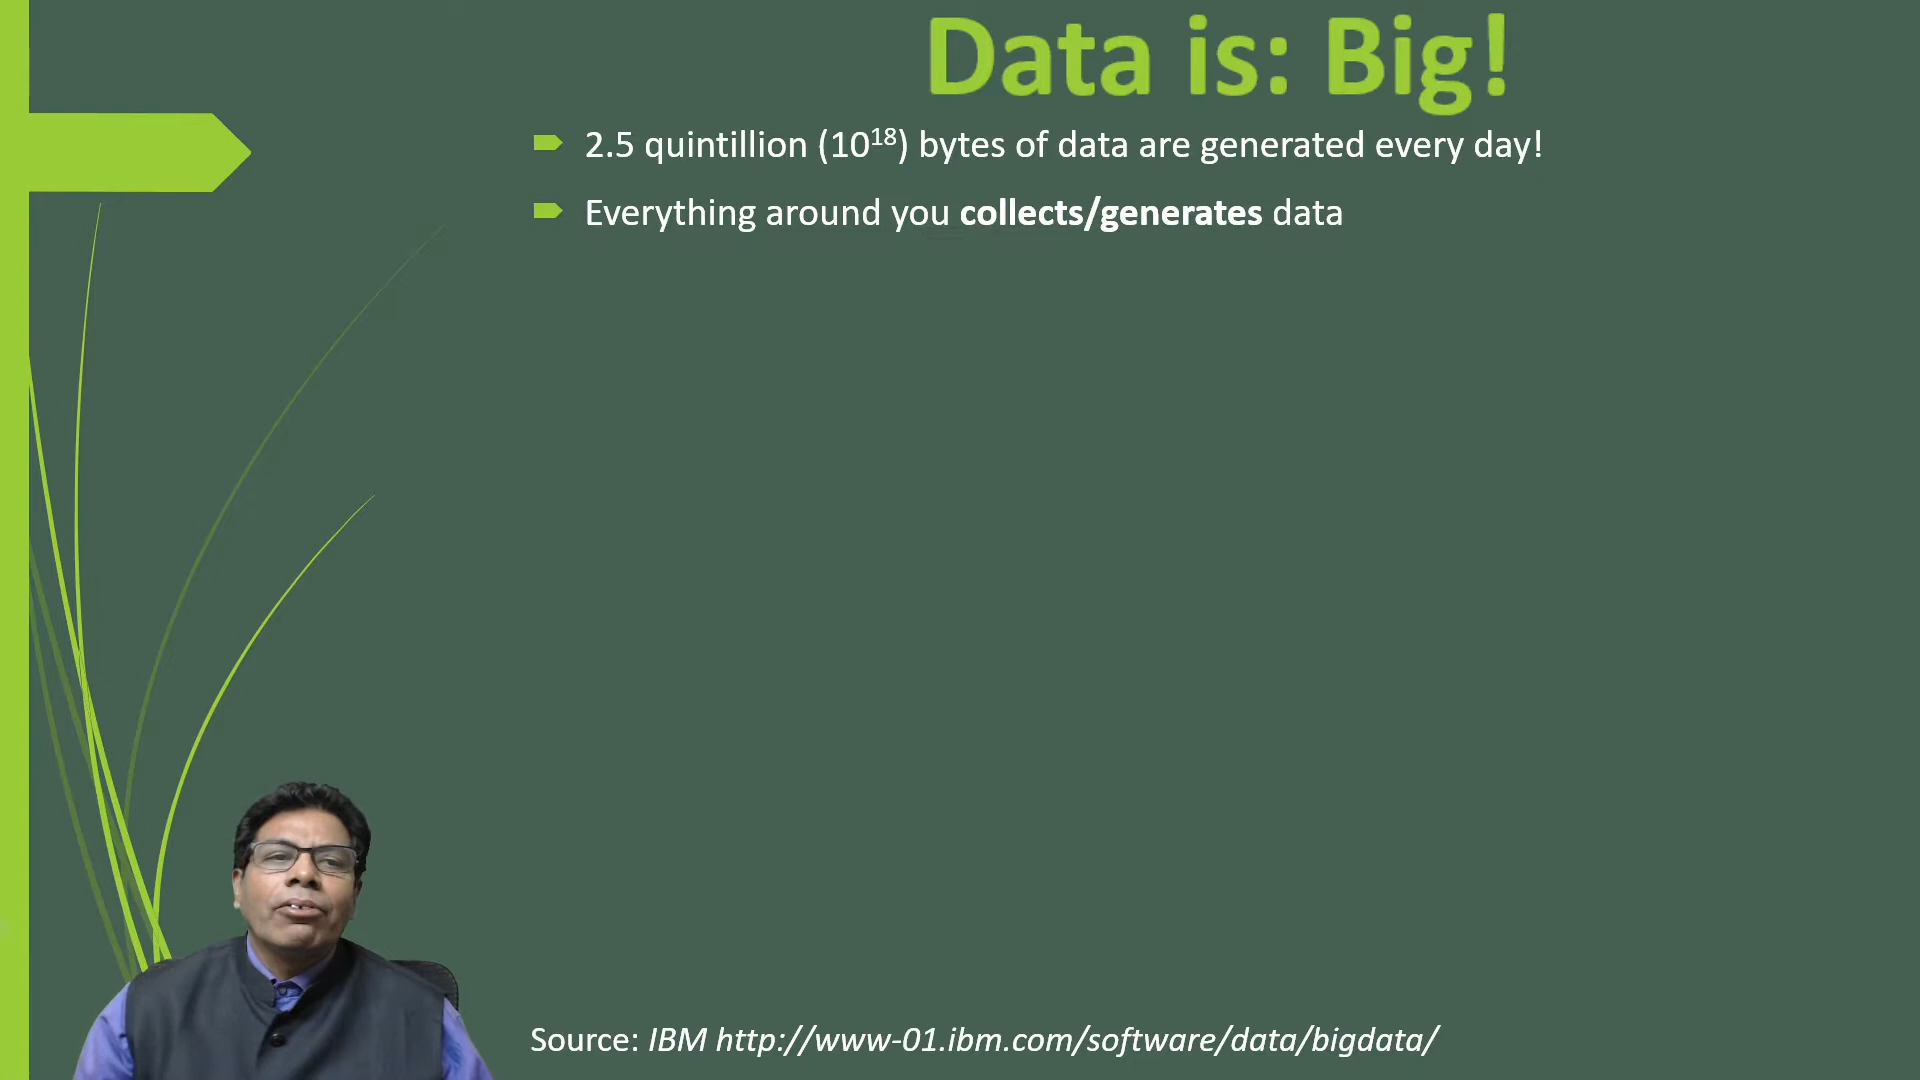 Data is: Big!
2.5 quintillion (10¹⁸) bytes of data are generated every day!
Everything around you collects/generates data
Source: IBM http://www-01.ibm.com/software/data/bigdata/